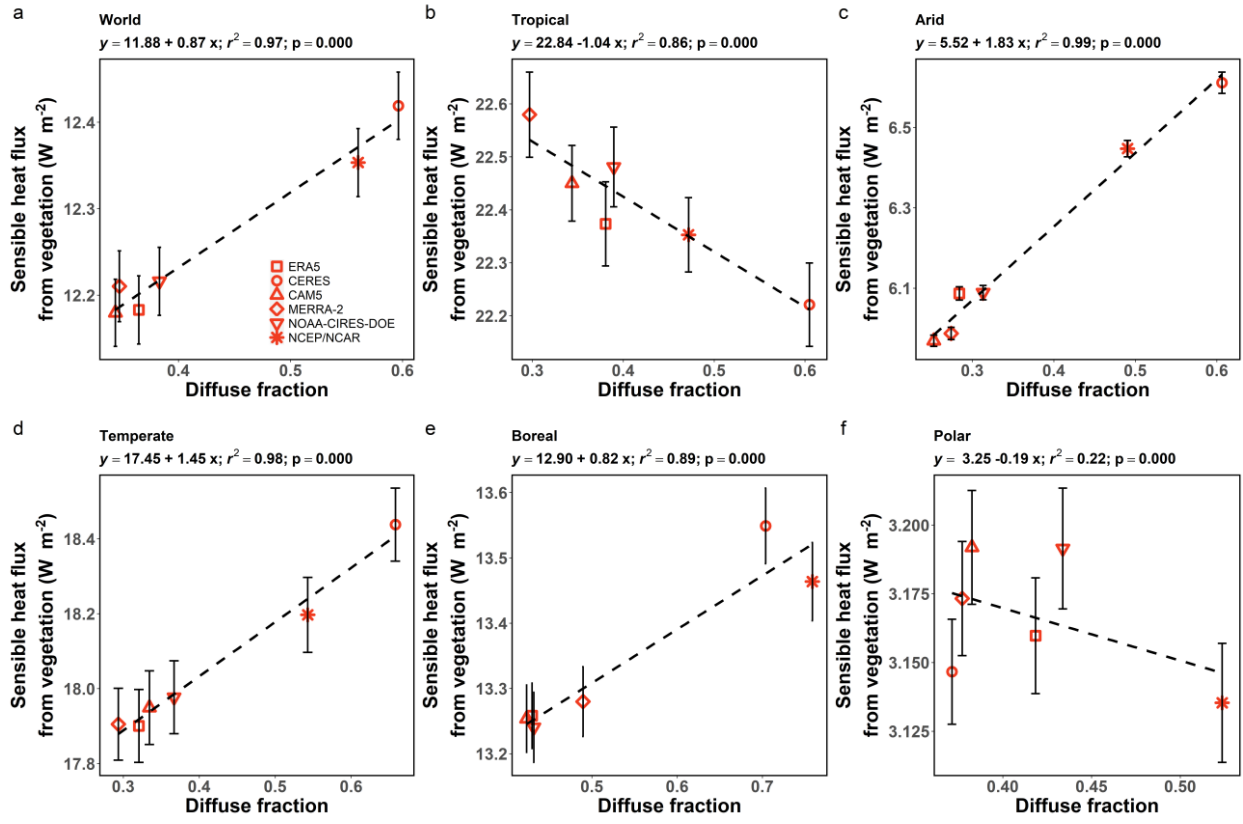 a
World
y = 11.88 + 0.87 x; r² = 0.97; p = 0.000
Sensible heat flux
from vegetation (W m⁻²)
12.4
12.3
12.2
0.4
0.5
0.6
Diffuse fraction
ERA5
CERES
CAM5
MERRA-2
NOAA-CIRES-DOE
NCEP/NCAR
b
Tropical
y = 22.84 -1.04 x; r² = 0.86; p = 0.000
Sensible heat flux
from vegetation (W m⁻²)
22.6
22.5
22.4
22.3
22.2
0.3
0.4
0.5
0.6
Diffuse fraction
c
Arid
y = 5.52 + 1.83 x; r² = 0.99; p = 0.000
Sensible heat flux
from vegetation (W m⁻²)
6.5
6.3
6.1
0.3
0.4
0.5
0.6
Diffuse fraction
d
Temperate
y = 17.45 + 1.45 x; r² = 0.98; p = 0.000
Sensible heat flux
from vegetation (W m⁻²)
18.4
18.2
18.0
17.8
0.3
0.4
0.5
0.6
Diffuse fraction
e
Boreal
y = 12.90 + 0.82 x; r² = 0.89; p = 0.000
Sensible heat flux
from vegetation (W m⁻²)
13.6
13.5
13.4
13.3
13.2
0.5
0.6
0.7
Diffuse fraction
f
Polar
y = 3.25 -0.19 x; r² = 0.22; p = 0.000
Sensible heat flux
from vegetation (W m⁻²)
3.200
3.175
3.150
3.125
0.40
0.45
0.50
Diffuse fraction